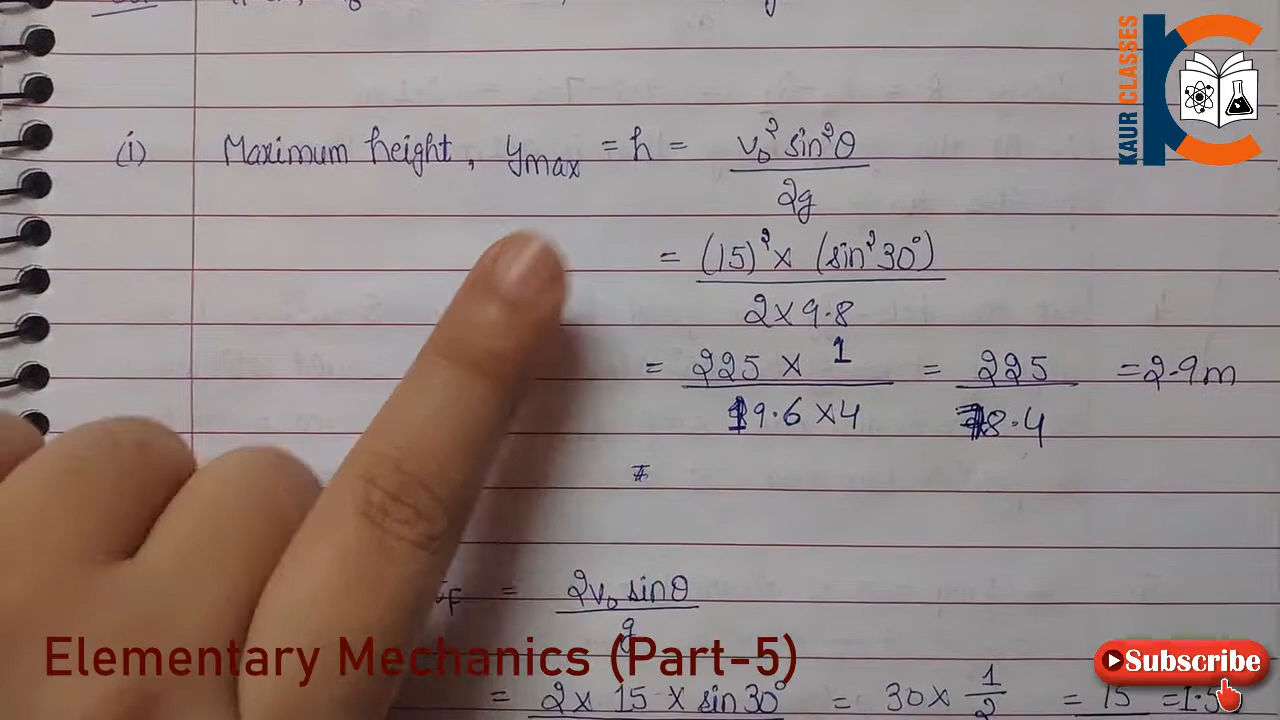 KAUR CLASSES
(i) Maximum height, ymax = h = v₀² sin²θ / 2g
= (15)² × (sin² 30°) / 2 × 9.8
= 225 × 1 / 19.6 × 4 = 225 / 78.4 = 2.9m
= 2v₀ sinθ / g
Elementary Mechanics (Part-5)
Subscribe
= 2 × 15 × sin 30° = 30 × 1/2 = 15 = 1.5